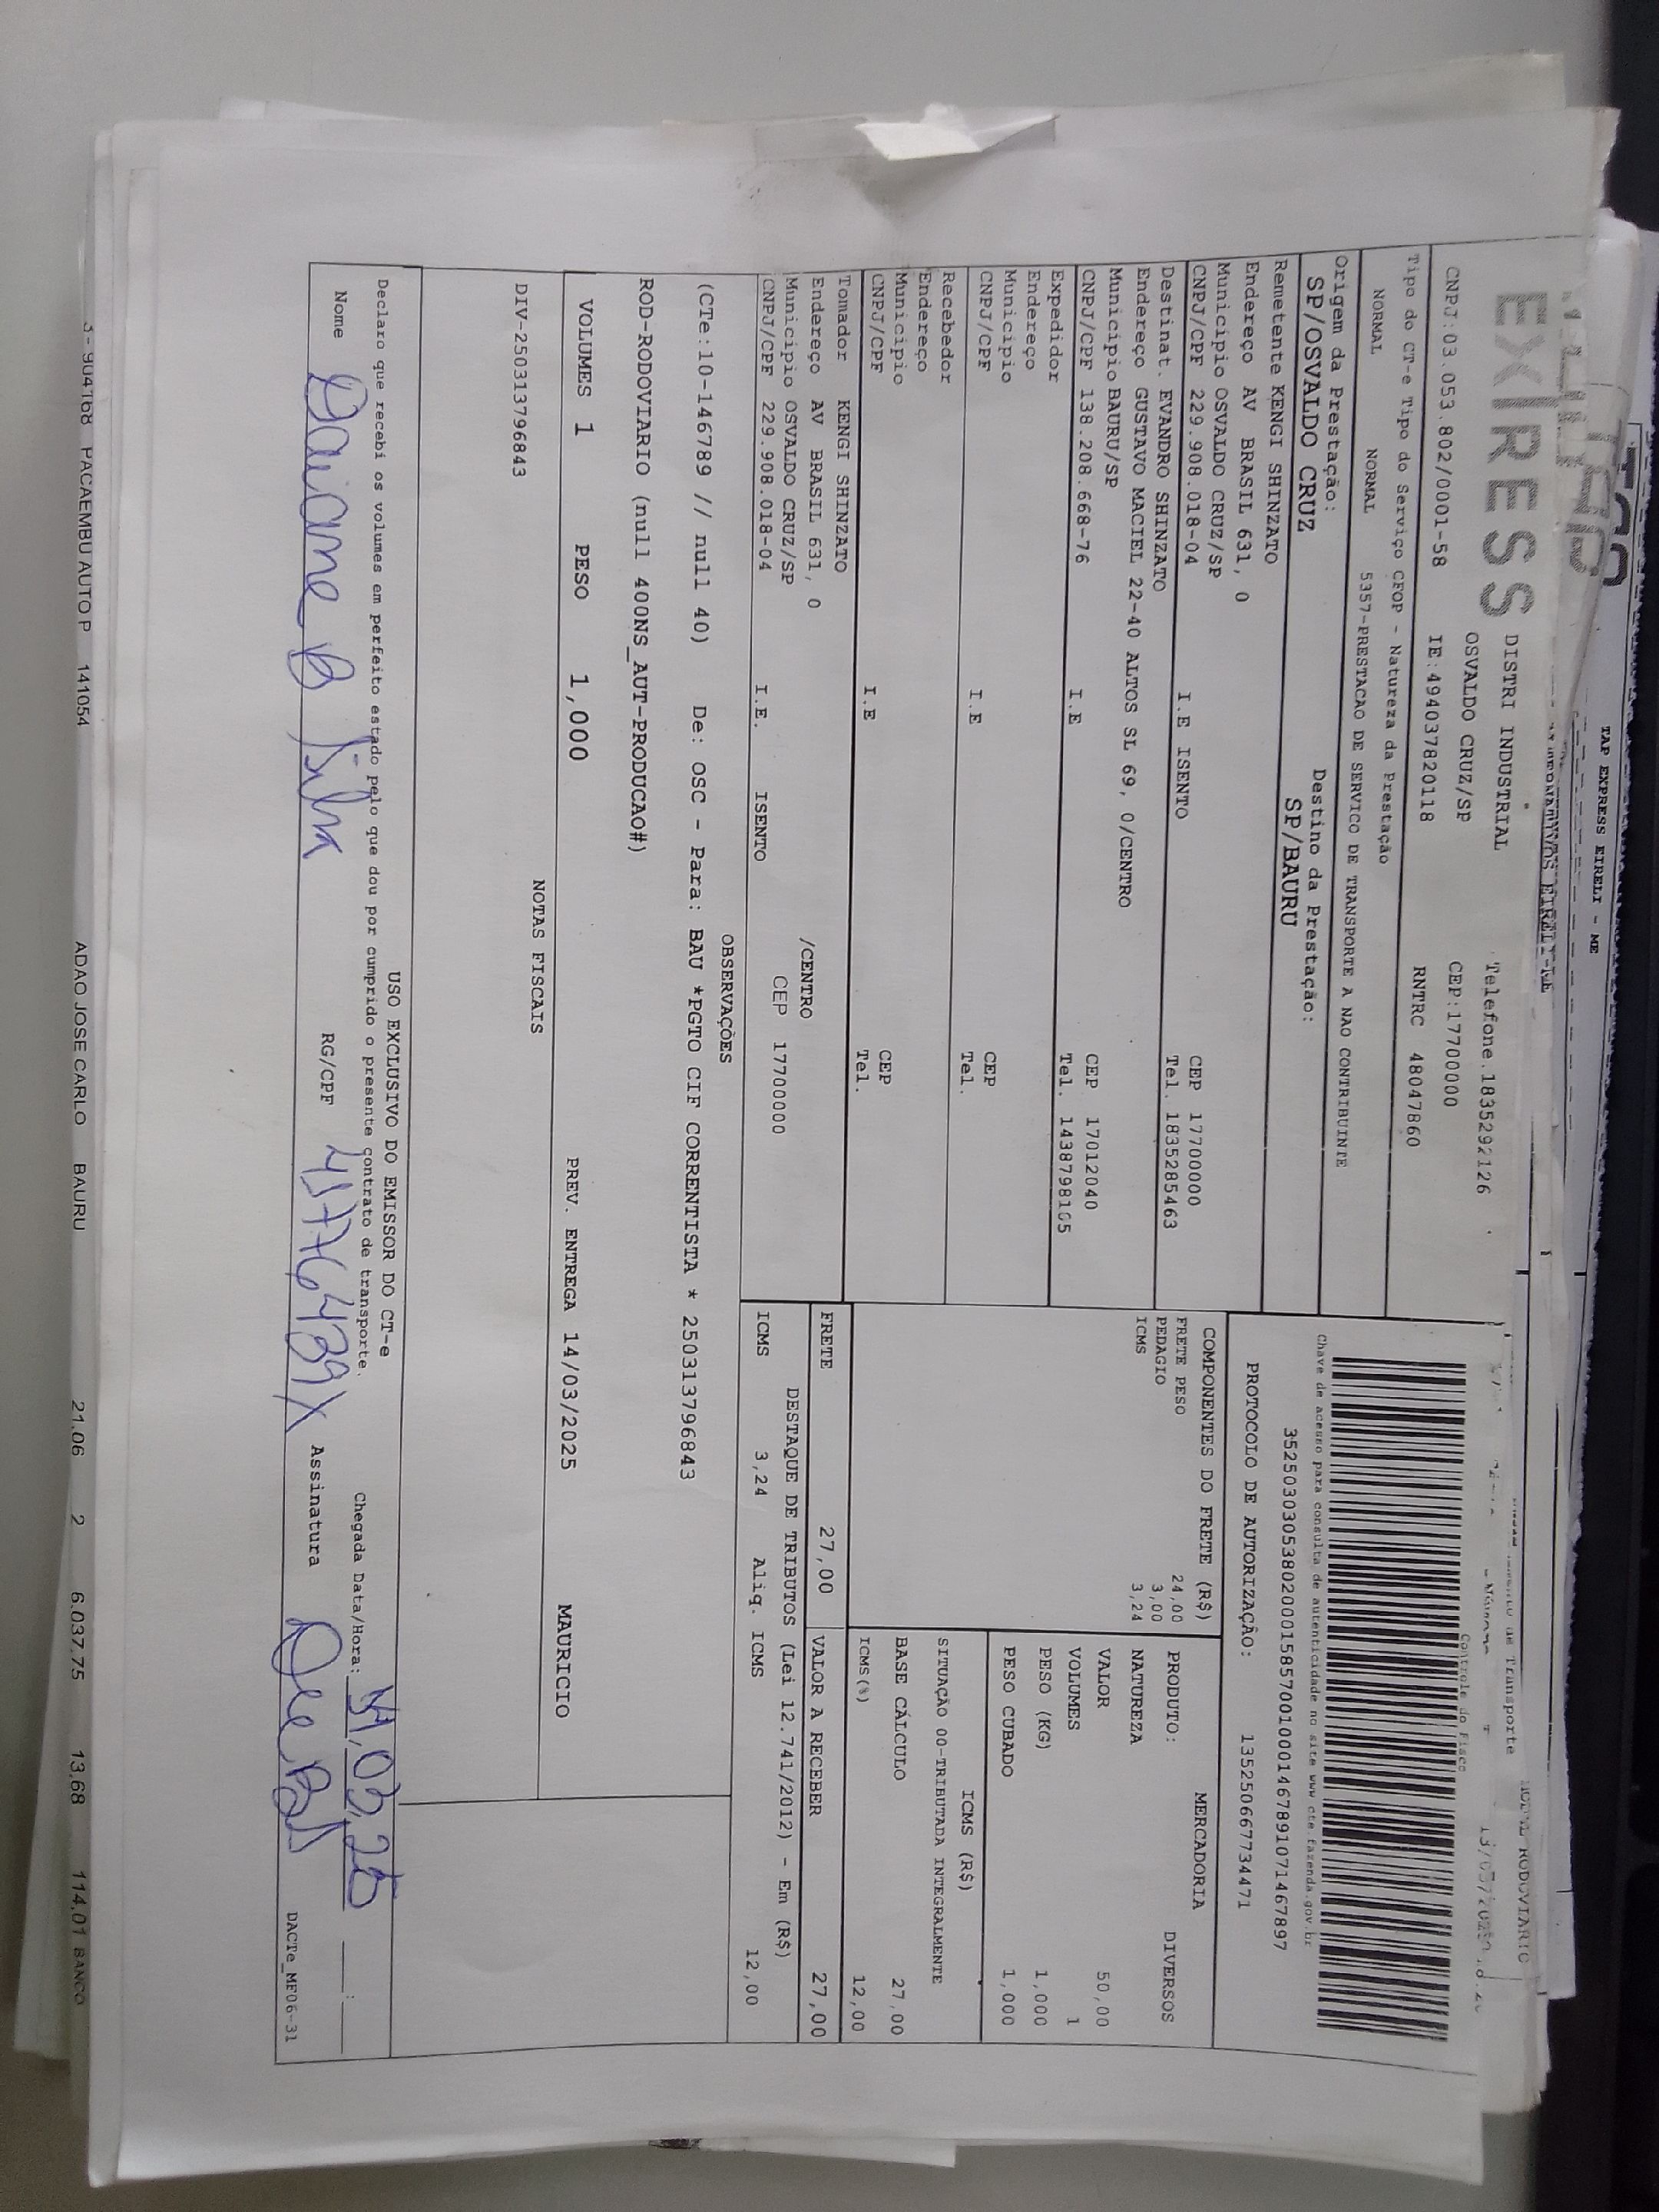 TAP EXPRESS EIRELI - ME
EXPRESS
DISTRI INDUSTRIAL
Telefone.1835292126
OSVALDO CRUZ/SP
CEP:17700000
CNPJ:03.053.802/0001-58
IE:494037820118
RNTRC 48047860
Tipo do CT-e Tipo do Serviço CFOP - Natureza da Prestação
NORMAL NORMAL 5357-PRESTACAO DE SERVICO DE TRANSPORTE A NAO CONTRIBUINTE
Origem da Prestação: Destino da Prestação:
SP/OSVALDO CRUZ SP/BAURU
Remetente KENGI SHINZATO
Endereço AV BRASIL 631, 0
Município OSVALDO CRUZ/SP CEP 17700000
CNPJ/CPF 229.908.018-04 I.E ISENTO Tel. 1835285463
Destinat. EVANDRO SHINZATO
Endereço GUSTAVO MACIEL 22-40 ALTOS SL 69, 0/CENTRO
Município BAURU/SP CEP 17012040
CNPJ/CPF 138.208.668-76 I.E Tel. 1438798105
Expedidor
Endereço
Município CEP
CNPJ/CPF I.E Tel.
Recebedor
Endereço
Município CEP
CNPJ/CPF I.E Tel.
Tomador KENGI SHINZATO
Endereço AV BRASIL 631, 0 /CENTRO
Município OSVALDO CRUZ/SP CEP 17700000
CNPJ/CPF 229.908.018-04 I.E. ISENTO
Controle do Fisco
Chave de acesso para consulta de autenticidade no site www.cte.fazenda.gov.br
35250303053802000158570010001467891071467897
PROTOCOLO DE AUTORIZAÇÃO: 135250667734471
COMPONENTES DO FRETE (R$)
FRETE PESO 24,00
PEDAGIO 3,00
ICMS 3,24
MERCADORIA
PRODUTO: DIVERSOS
NATUREZA
VALOR 50,00
VOLUMES 1
PESO (KG) 1,000
PESO CUBADO 1,000
ICMS (R$)
SITUAÇÃO 00-TRIBUTADA INTEGRALMENTE
BASE CÁLCULO 27,00
ICMS(%) 12,00
FRETE 27,00 VALOR A RECEBER 27,00
DESTAQUE DE TRIBUTOS (Lei 12.741/2012) - Em (R$)
ICMS 3,24 Aliq. ICMS 12,00
OBSERVAÇÕES
(CTe:10-146789 // null 40) De: OSC - Para: BAU *PGTO CIF CORRENTISTA * 250313796843
ROD-RODOVIARIO (null 400NS_AUT-PRODUCAO#)
VOLUMES 1 PESO 1,000 PREV. ENTREGA 14/03/2025 MAURICIO
NOTAS FISCAIS
DIV-250313796843
USO EXCLUSIVO DO EMISSOR DO CT-e
Declaro que recebi os volumes em perfeito estado pelo que dou por cumprido o presente contrato de transporte.
Chegada Data/Hora: ___:___
Nome Daiane B Silva RG/CPF 41776439X Assinatura
DACTe_MF06-31
904168 PACAEMBU AUTO P 141054 ADAO JOSE CARLO BAURU 21.06 2 6.037,75 13,68 114,01 BANCO